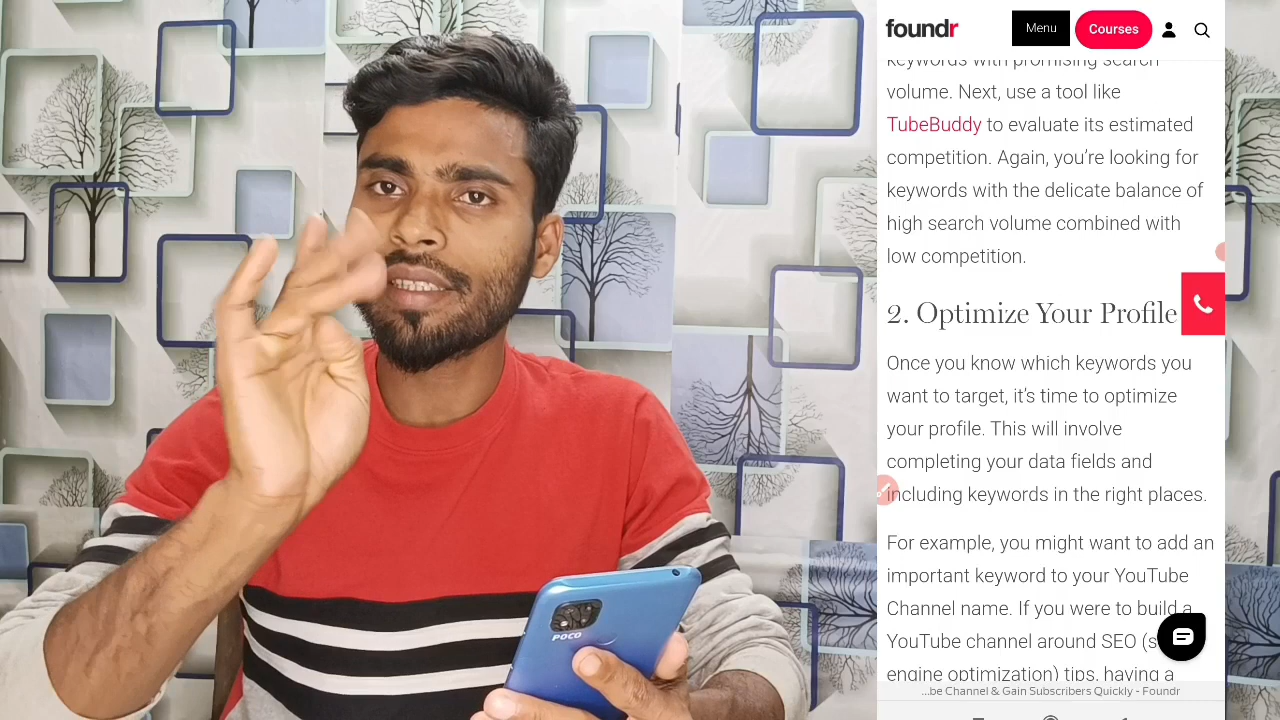 foundr
Menu
Courses
keywords with promising search
volume. Next, use a tool like
TubeBuddy to evaluate its estimated
competition. Again, you’re looking for
keywords with the delicate balance of
high search volume combined with
low competition.
2. Optimize Your Profile
Once you know which keywords you
want to target, it’s time to optimize
your profile. This will involve
completing your data fields and
including keywords in the right places.
For example, you might want to add an
important keyword to your YouTube
Channel name. If you were to build a
YouTube channel around SEO
engine optimization) tips, having a
...be Channel & Gain Subscribers Quickly - Foundr
POCO